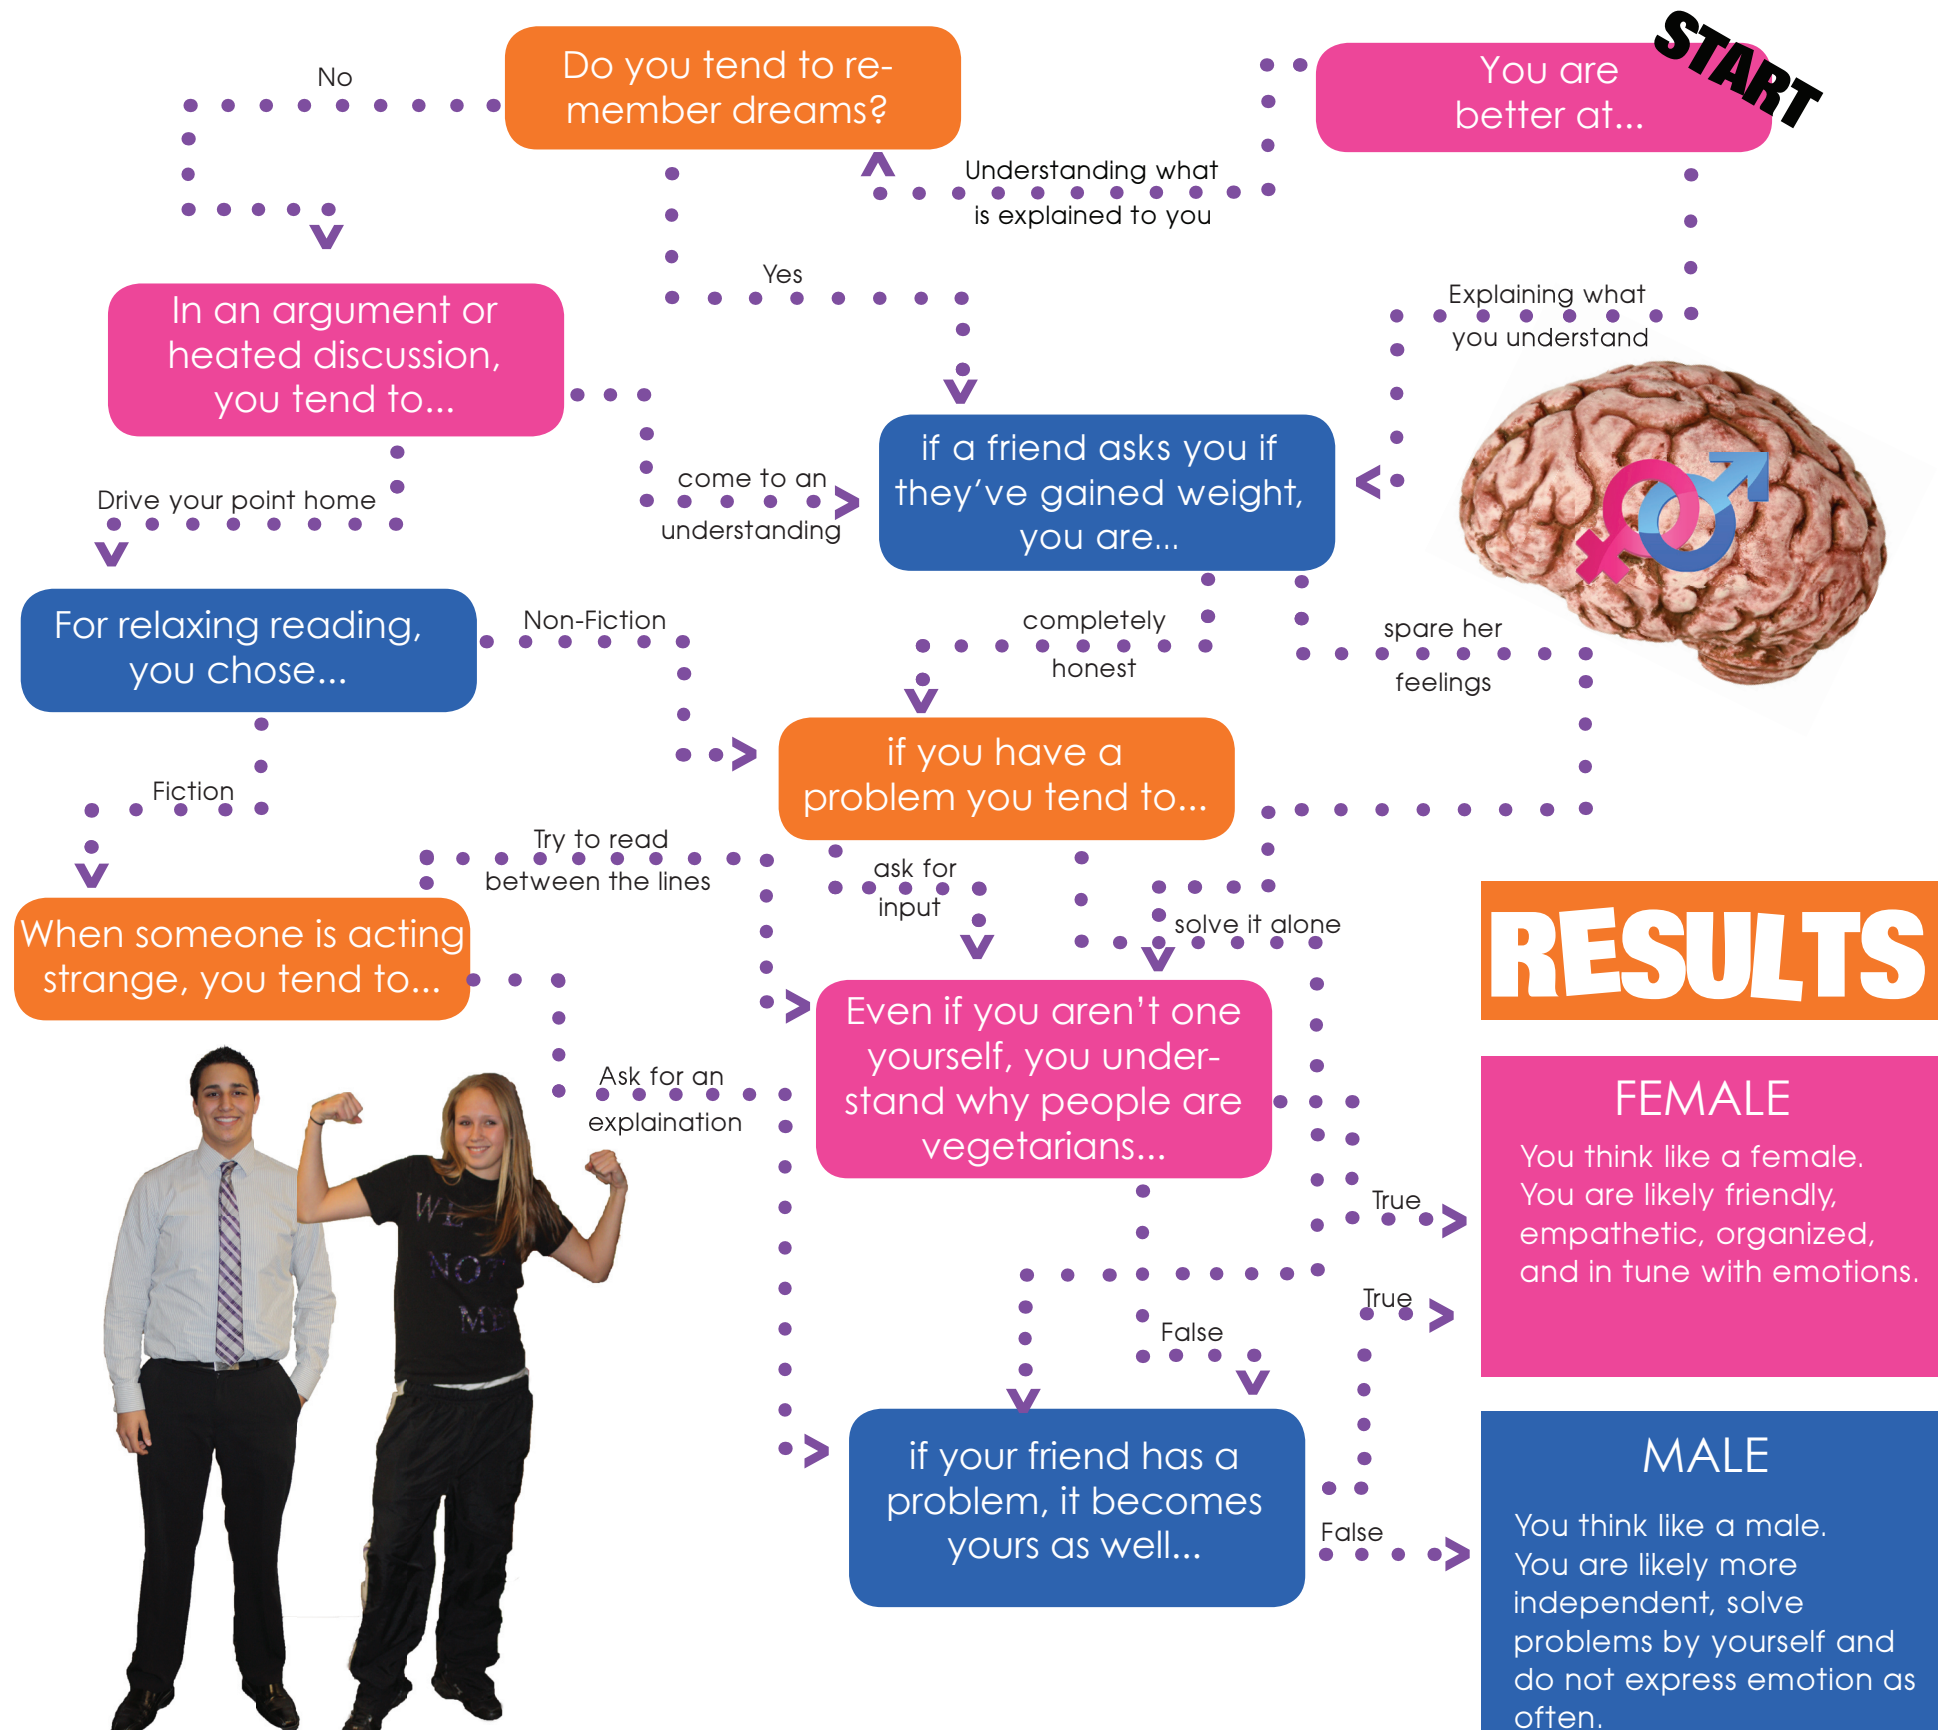 START
You are
better at...
Understanding what
is explained to you
Explaining what
you understand
Do you tend to re-
member dreams?
No
Yes
In an argument or
heated discussion,
you tend to...
Drive your point home
come to an
understanding
if a friend asks you if
they've gained weight,
you are...
completely
honest
spare her
feelings
For relaxing reading,
you chose...
Non-Fiction
Fiction
if you have a
problem you tend to...
ask for
input
solve it alone
When someone is acting
strange, you tend to...
Try to read
between the lines
Ask for an
explaination
Even if you aren't one
yourself, you under-
stand why people are
vegetarians...
True
False
if your friend has a
problem, it becomes
yours as well...
True
False
WE
NOT
ME
RESULTS
FEMALE
You think like a female.
You are likely friendly,
empathetic, organized,
and in tune with emotions.
MALE
You think like a male.
You are likely more
independent, solve
problems by yourself and
do not express emotion as
often.